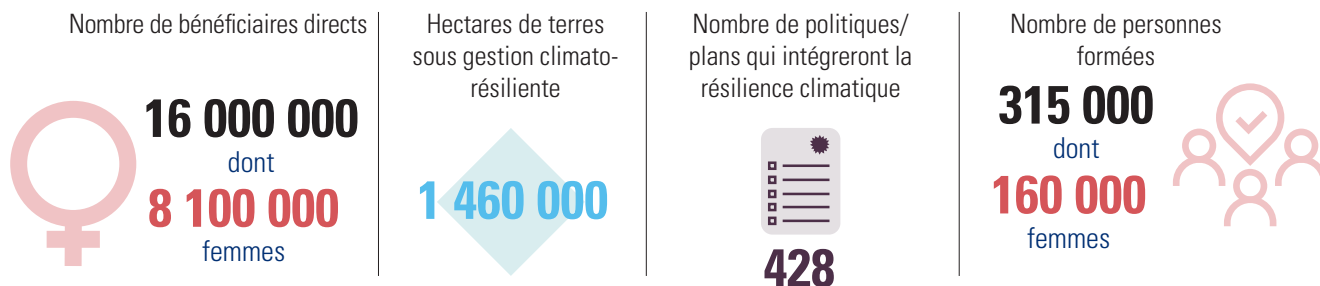 Nombre de bénéficiaires directs
16 000 000
dont
8 100 000
femmes
Hectares de terres
sous gestion climato-
résiliente
1 460 000
Nombre de politiques/
plans qui intégreront la
résilience climatique
428
Nombre de personnes
formées
315 000
dont
160 000
femmes